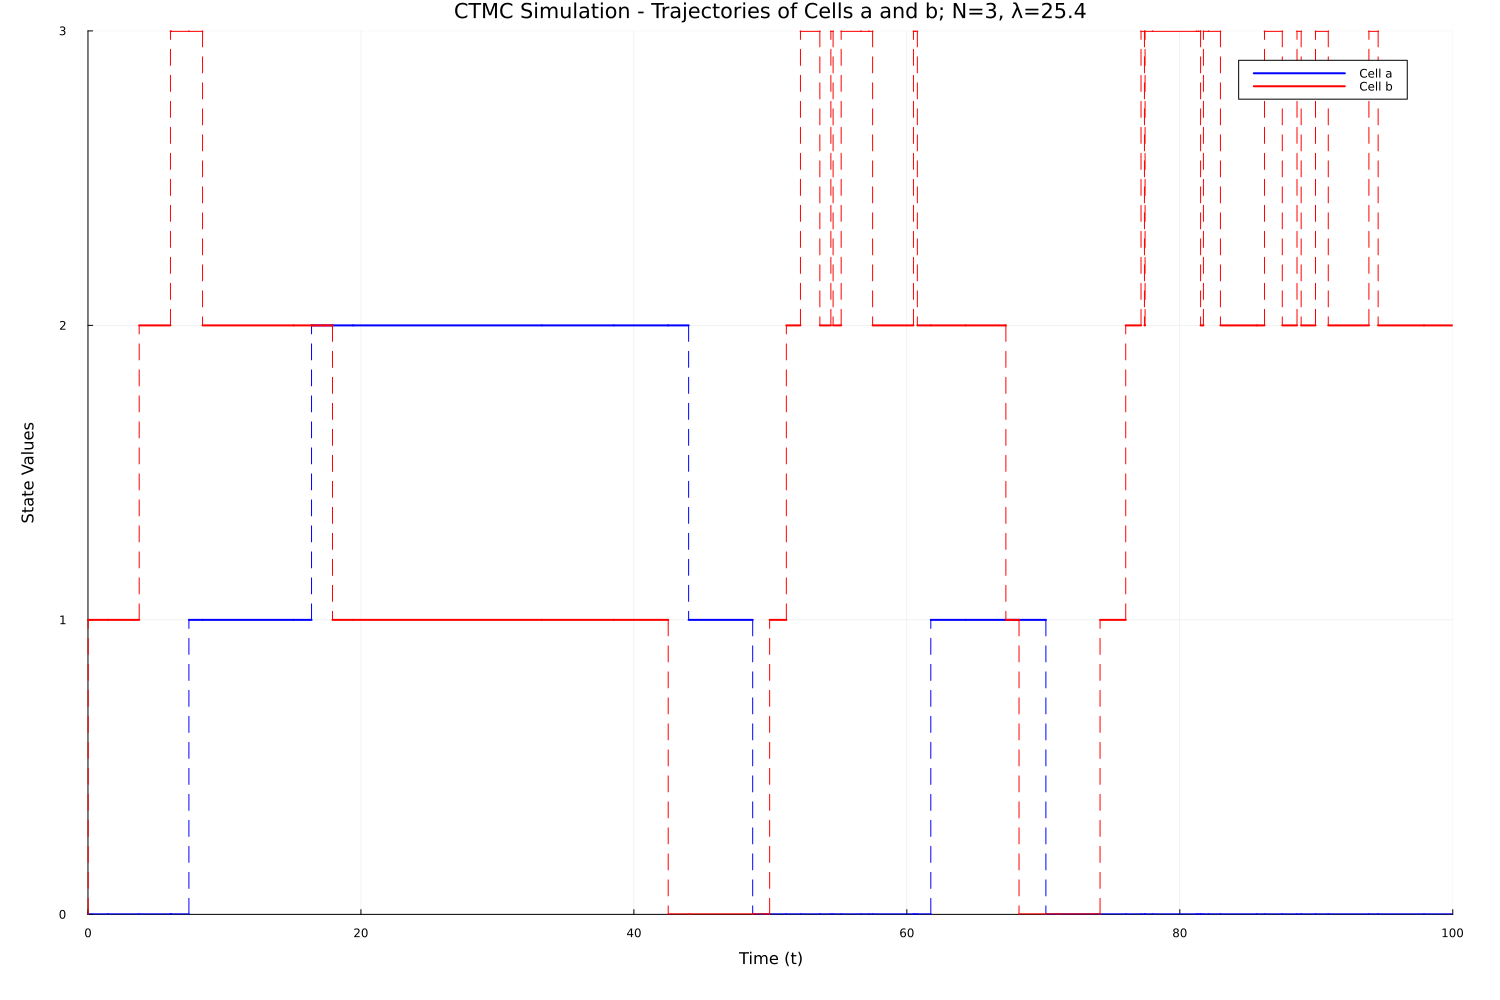 CTMC Simulation - Trajectories of Cells a and b; N=3, λ=25.4
3
Cell a
Cell b
2
State Values
1
0
0 20 40 60 80 100
Time (t)